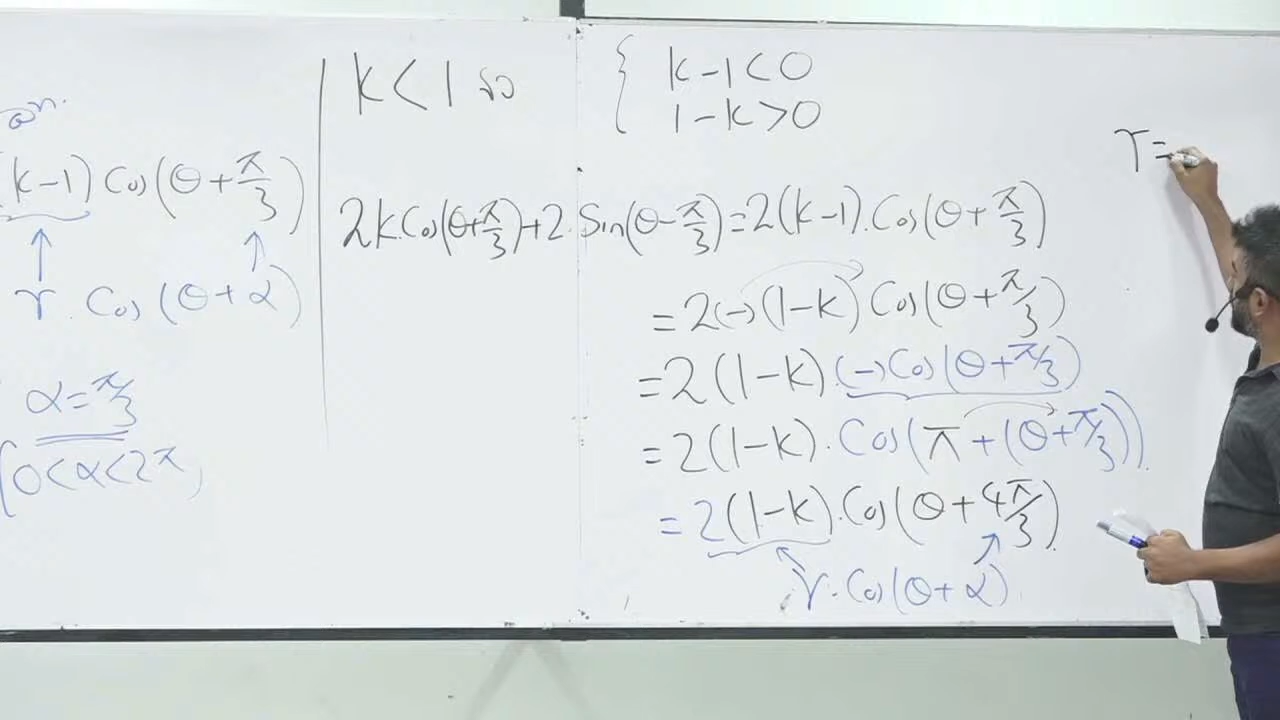 (k-1) Cos(θ + π/3)
r . Cos(θ + α)
α = π/3
(0 < α < 2π)
k < 1
{ k-1 < 0
1-k > 0
2k.Cos(θ+π/3)+2.Sin(θ-π/3)=2(k-1).Cos(θ+π/3)
= 2(-)(1-k) Cos(θ+π/3)
= 2(1-k).(-)Cos(θ+π/3)
= 2(1-k). Cos(π+(θ+π/3)).
= 2(1-k).Cos(θ+4π/3).
r. Cos(θ+α)
r =